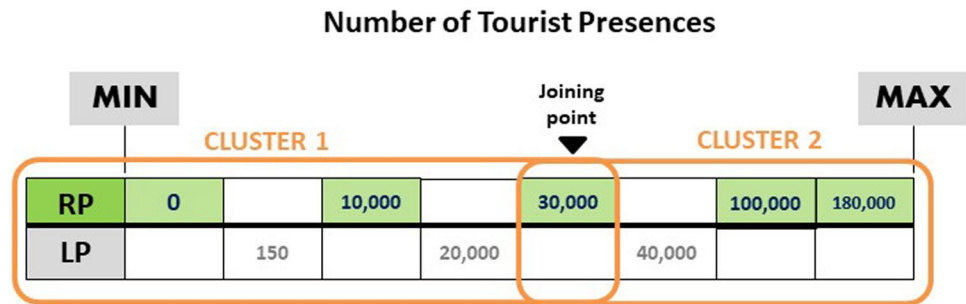 Number of Tourist Presences
MIN
Joining
point
MAX
CLUSTER 1
CLUSTER 2
RP 0 10,000 30,000 100,000 180,000
LP 150 20,000 40,000